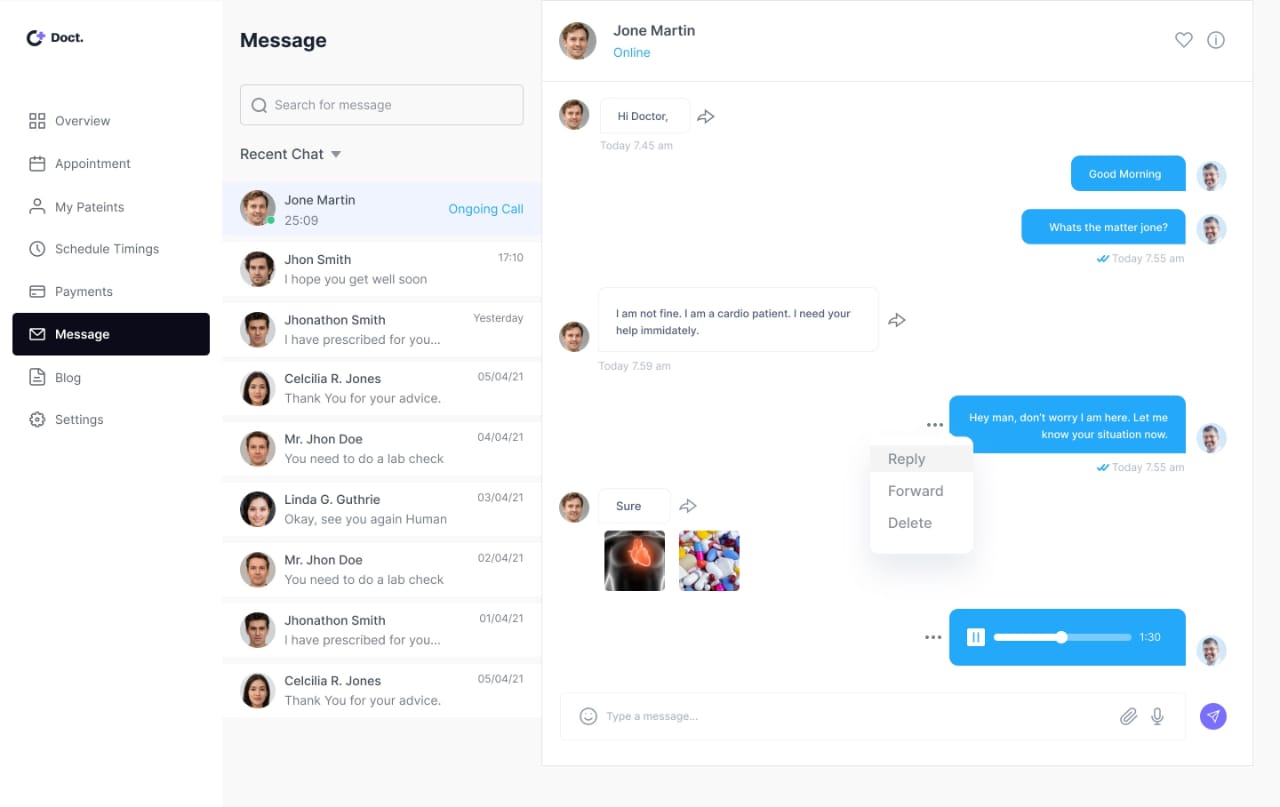 Doct.
Overview
Appointment
My Pateints
Schedule Timings
Payments
Message
Blog
Settings
Message
Search for message
Recent Chat
Jone Martin
25:09
Ongoing Call
Jhon Smith
17:10
I hope you get well soon
Jhonathon Smith
Yesterday
I have prescribed for you...
Celcilia R. Jones
05/04/21
Thank You for your advice.
Mr. Jhon Doe
04/04/21
You need to do a lab check
Linda G. Guthrie
03/04/21
Okay, see you again Human
Mr. Jhon Doe
02/04/21
You need to do a lab check
Jhonathon Smith
01/04/21
I have prescribed for you...
Celcilia R. Jones
05/04/21
Thank You for your advice.
Jone Martin
Online
Hi Doctor,
Today 7.45 am
Good Morning
Whats the matter jone?
Today 7.55 am
I am not fine. I am a cardio patient. I need your
help immidately.
Today 7.59 am
Hey man, don't worry I am here. Let me
know your situation now.
Today 7.55 am
Reply
Forward
Delete
Sure
1:30
Type a message...